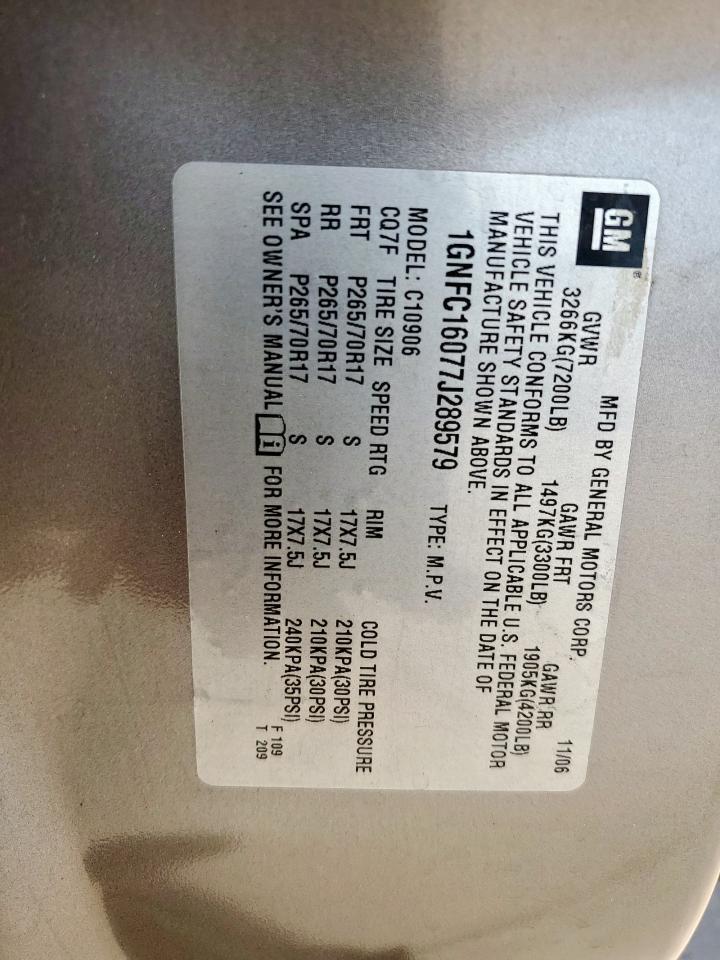 GM
MFD BY GENERAL MOTORS CORP. 11/06
GVWR GAWR FRT GAWR RR
3266KG(7200LB) 1497KG(3300LB) 1905KG(4200LB)
THIS VEHICLE CONFORMS TO ALL APPLICABLE U.S. FEDERAL MOTOR
VEHICLE SAFETY STANDARDS IN EFFECT ON THE DATE OF
MANUFACTURE SHOWN ABOVE.
1GNFC16077J289579 TYPE: M.P.V.
MODEL: C10906
CQ7F TIRE SIZE SPEED RTG RIM COLD TIRE PRESSURE
FRT P265/70R17 S 17X7.5J 210KPA(30PSI)
RR P265/70R17 S 17X7.5J 210KPA(30PSI)
SPA P265/70R17 S 17X7.5J 240KPA(35PSI)
SEE OWNER'S MANUAL i FOR MORE INFORMATION.
F 109
T 209